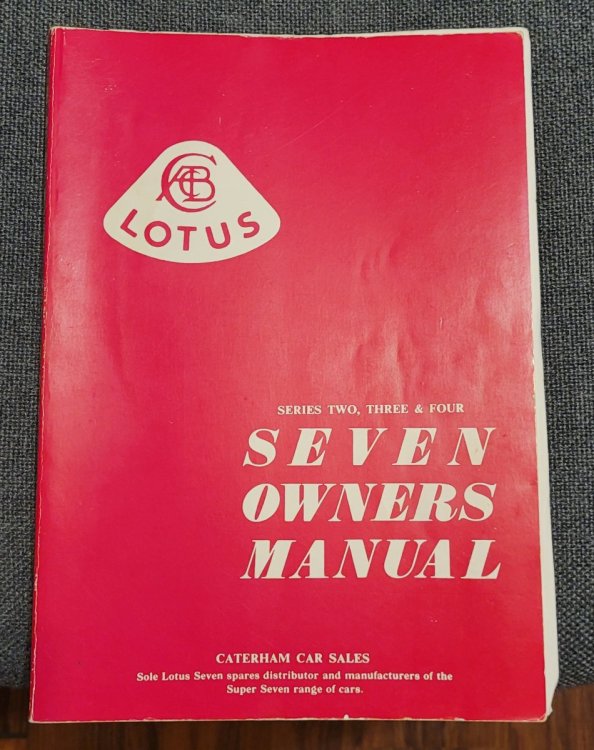 ACBC
LOTUS
SERIES TWO, THREE & FOUR
SEVEN
OWNERS
MANUAL
CATERHAM CAR SALES
Sole Lotus Seven spares distributor and manufacturers of the
Super Seven range of cars.